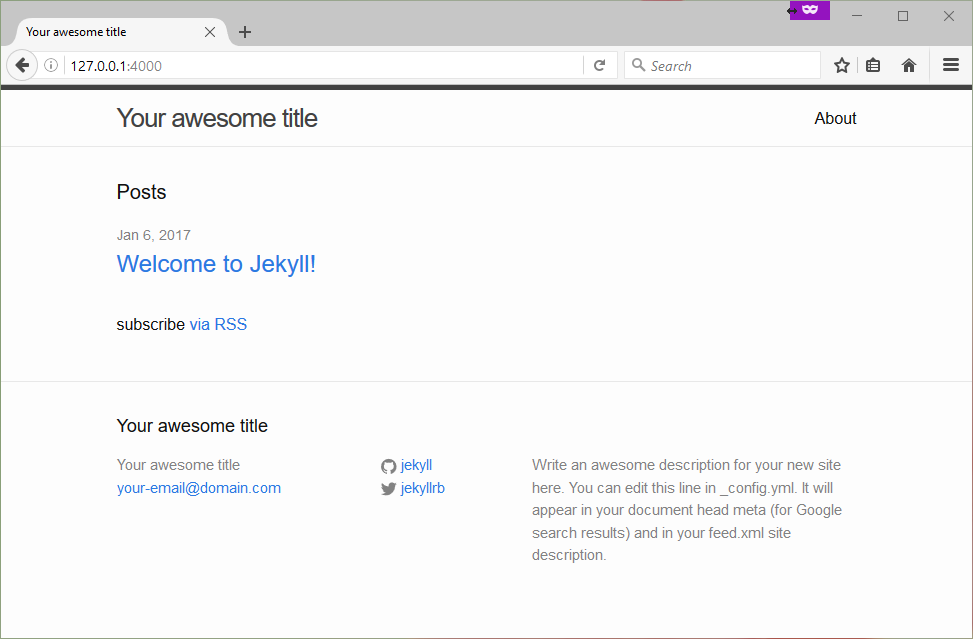 Your awesome title
127.0.0.1:4000
Search
Your awesome title
About
Posts
Jan 6, 2017
Welcome to Jekyll!
subscribe via RSS
Your awesome title
Your awesome title
your-email@domain.com
jekyll
jekyllrb
Write an awesome description for your new site
here. You can edit this line in _config.yml. It will
appear in your document head meta (for Google
search results) and in your feed.xml site
description.